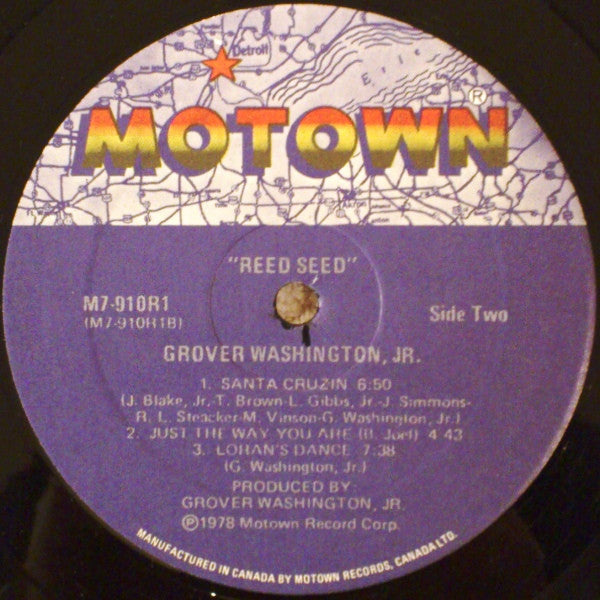 Detroit
Erie
MOTOWN®
"REED SEED"
M7-910R1
(M7-910R1B)
Side Two
GROVER WASHINGTON, JR.
1. SANTA CRUZIN 6:50
(J. Blake, Jr.-T. Brown-L. Gibbs, Jr.-J. Simmons-
R. L. Steacker-M. Vinson-G. Washington, Jr.)
2. JUST THE WAY YOU ARE (B. Joel) 4:43
3. LORAN'S DANCE 7:38
(G. Washington, Jr.)
PRODUCED BY:
GROVER WASHINGTON, JR.
℗1978 Motown Record Corp.
MANUFACTURED IN CANADA BY MOTOWN RECORDS, CANADA LTD.